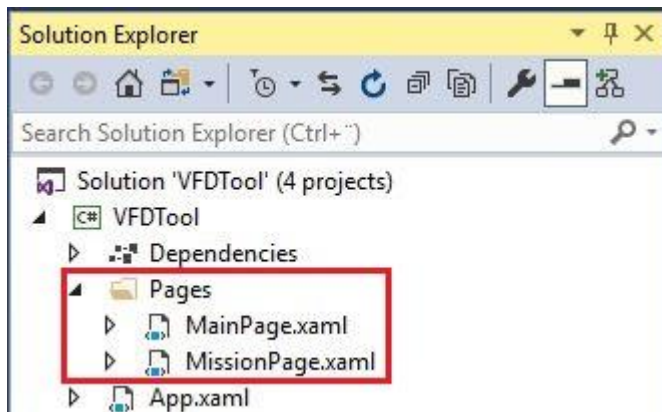 Solution Explorer
Search Solution Explorer (Ctrl+¨)
Solution 'VFDTool' (4 projects)
C# VFDTool
Dependencies
Pages
MainPage.xaml
MissionPage.xaml
App.xaml